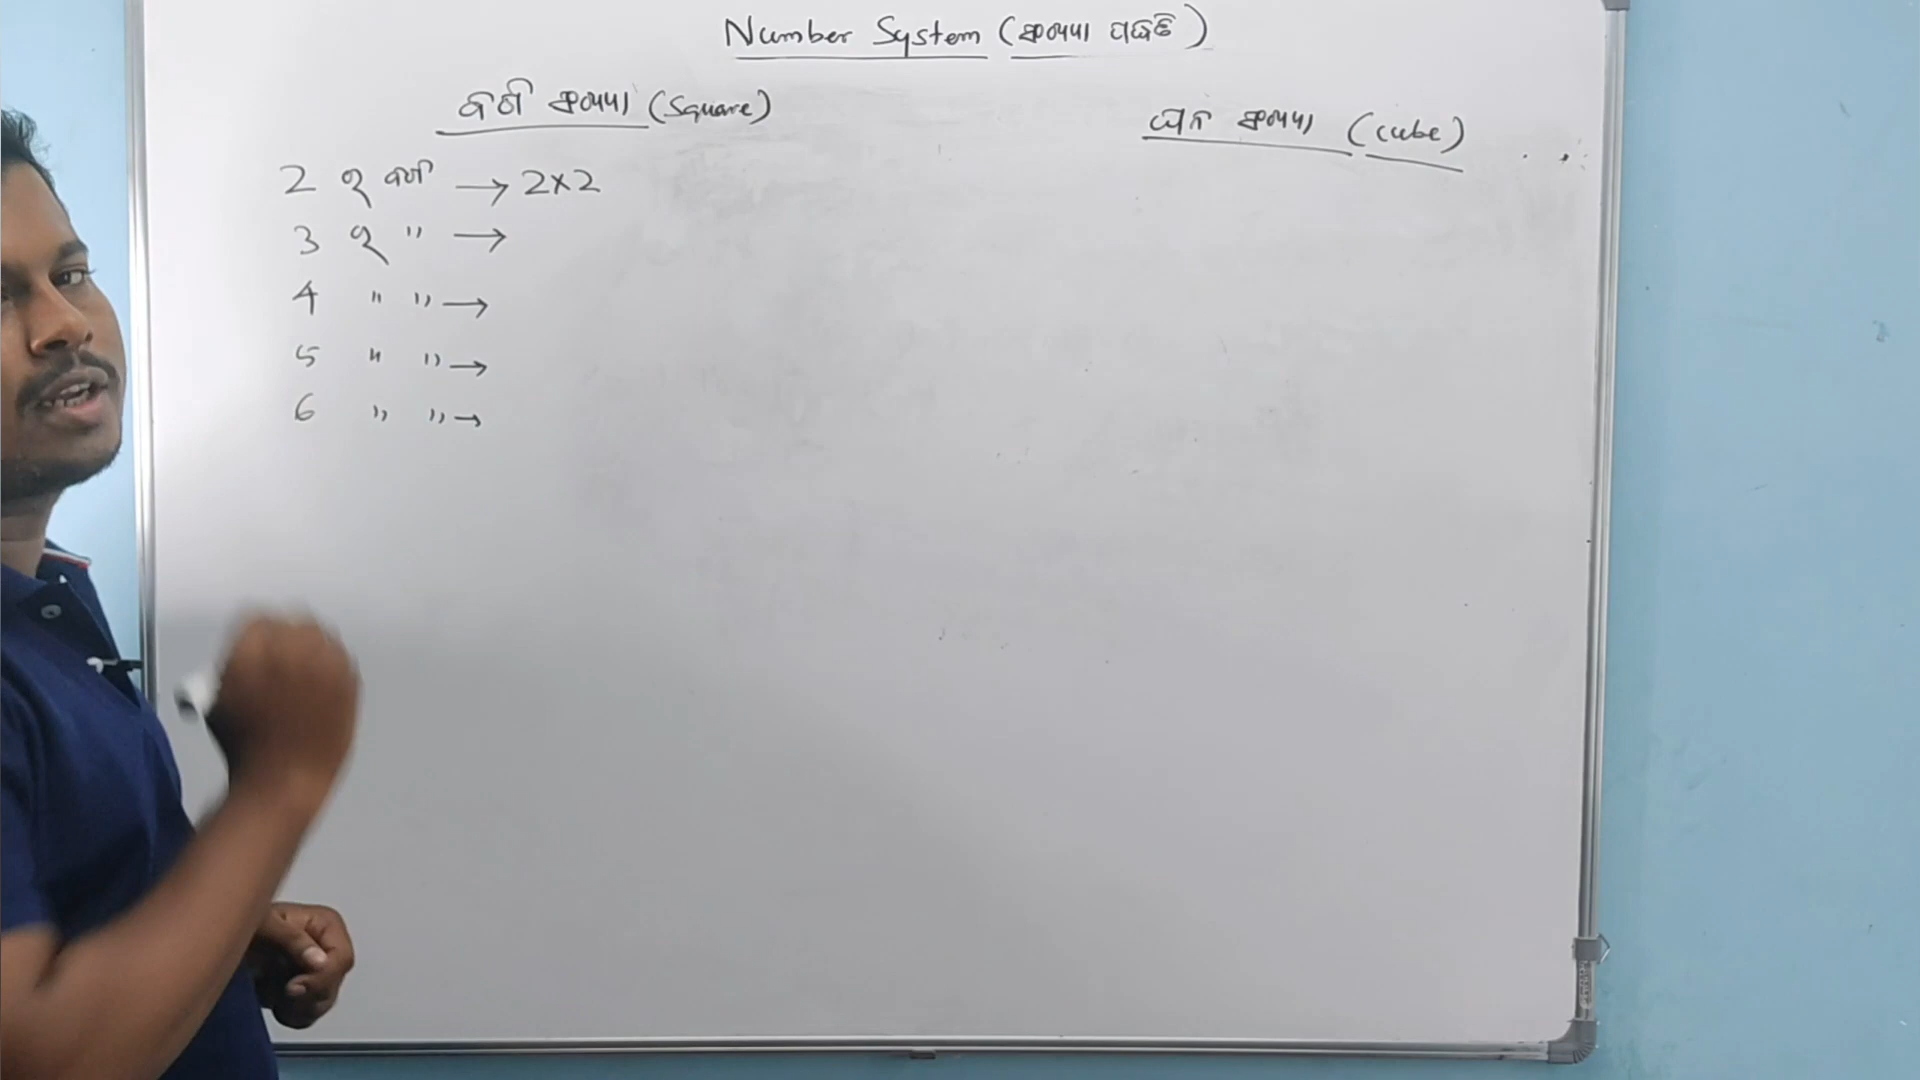 Number System (ସଂଖ୍ୟା ପଦ୍ଧତି)
ବର୍ଗ ସଂଖ୍ୟା (Square)
ଘନ ସଂଖ୍ୟା (cube)
2 ର ବର୍ଗ → 2×2
3 ର " →
4 " " →
5 " " →
6 " " →